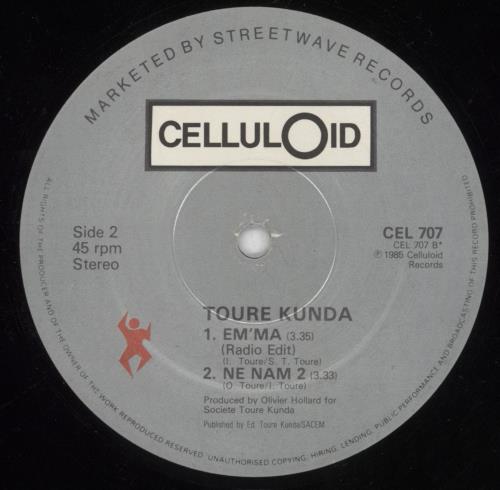 MARKETED BY STREETWAVE RECORDS
CELLULOID
Side 2
45 rpm
Stereo
CEL 707
CEL 707 B*
℗ 1985 Celluloid
Records
TOURE KUNDA
1. EM'MA (3.35)
(Radio Edit)
(I. Toure/S. T. Toure)
2. NE NAM 2 (3.33)
(O. Toure/I. Toure)
Produced by Olivier Hollard for
Societe Toure Kunda
Published by Ed. Toure Kunda/SACEM
ALL RIGHTS OF THE PRODUCER AND OF THE OWNER OF THE WORK REPRODUCED RESERVED. UNAUTHORISED COPYING, HIRING, LENDING, PUBLIC PERFORMANCE AND BROADCASTING OF THIS RECORD PROHIBITED